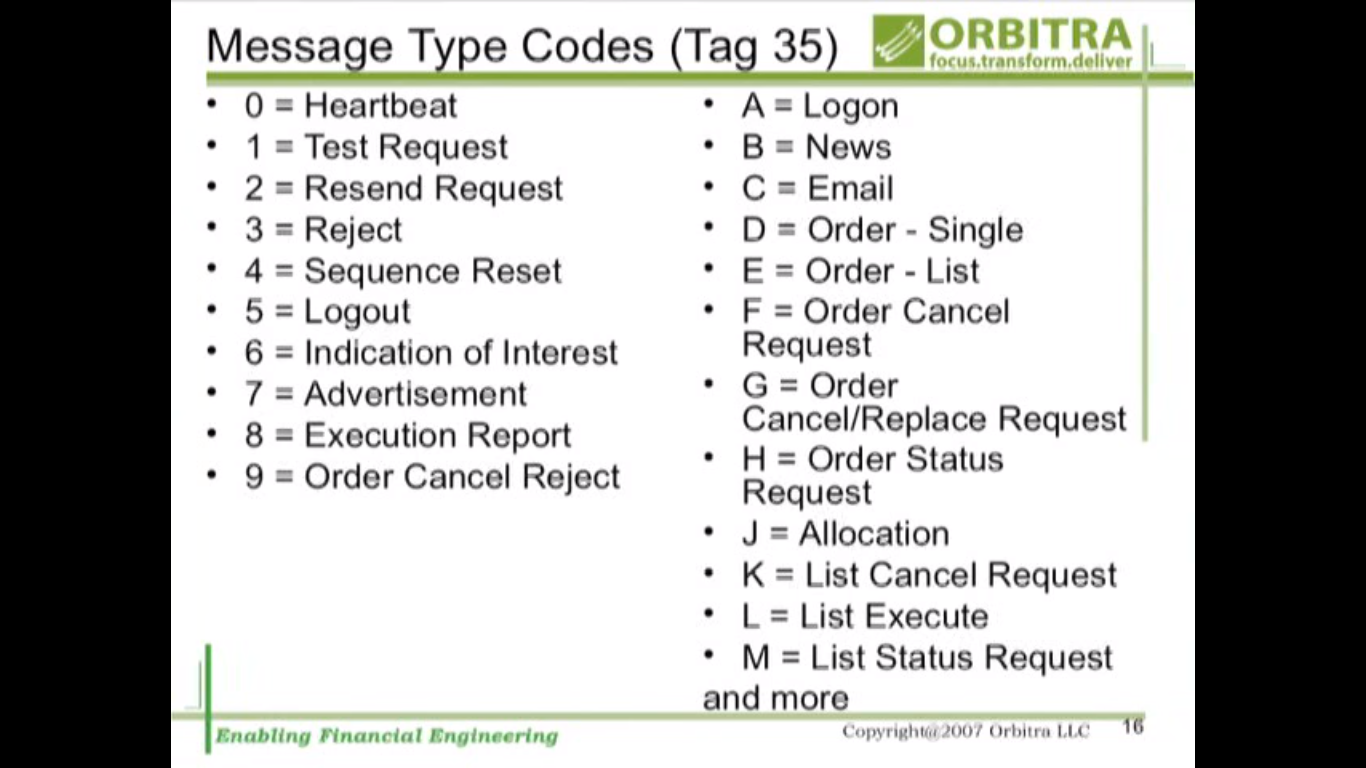 Message Type Codes (Tag 35)
ORBITRA
focus.transform.deliver
• 0 = Heartbeat
• 1 = Test Request
• 2 = Resend Request
• 3 = Reject
• 4 = Sequence Reset
• 5 = Logout
• 6 = Indication of Interest
• 7 = Advertisement
• 8 = Execution Report
• 9 = Order Cancel Reject
• A = Logon
• B = News
• C = Email
• D = Order - Single
• E = Order - List
• F = Order Cancel
Request
• G = Order
Cancel/Replace Request
• H = Order Status
Request
• J = Allocation
• K = List Cancel Request
• L = List Execute
• M = List Status Request
and more
Enabling Financial Engineering
Copyright@2007 Orbitra LLC
16